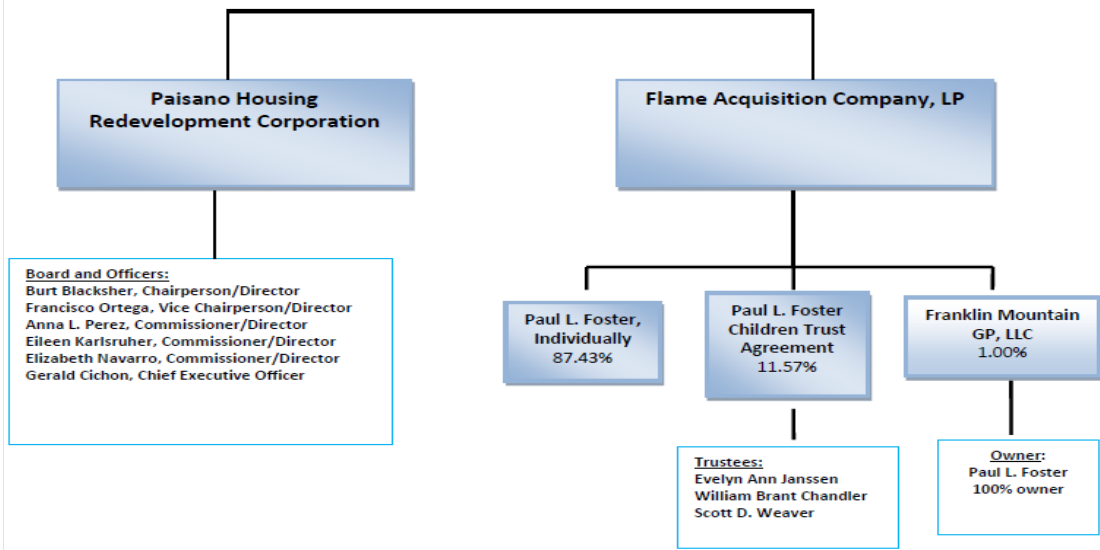 Paisano Housing
Redevelopment Corporation
Flame Acquisition Company, LP
Board and Officers:
Burt Blacksher, Chairperson/Director
Francisco Ortega, Vice Chairperson/Director
Anna L. Perez, Commissioner/Director
Eileen Karlsruher, Commissioner/Director
Elizabeth Navarro, Commissioner/Director
Gerald Cichon, Chief Executive Officer
Paul L. Foster,
Individually
87.43%
Paul L. Foster
Children Trust
Agreement
11.57%
Franklin Mountain
GP, LLC
1.00%
Trustees:
Evelyn Ann Janssen
William Brant Chandler
Scott D. Weaver
Owner:
Paul L. Foster
100% owner